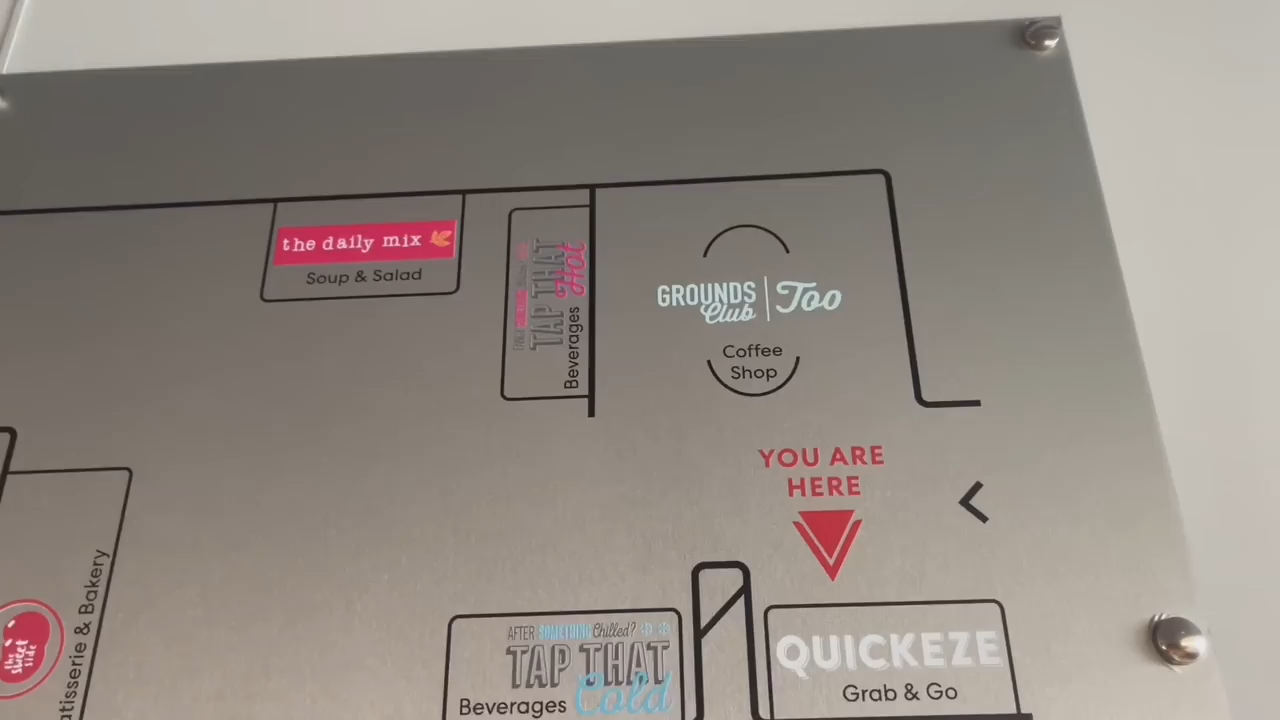 the daily mix
Soup & Salad
TAP THAT
Hot
Beverages
GROUNDS
Club
Too
Coffee
Shop
YOU ARE
HERE
the
sweet
side
& Bakery
AFTER SOMETHING Chilled?
TAP THAT
Cold
Beverages
QUICKEZE
Grab & Go